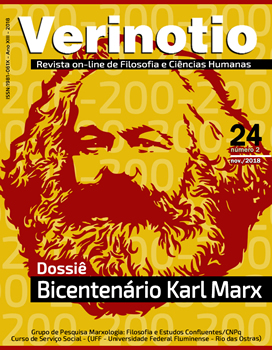 Verinotio
Revista on-line de Filosofia e Ciências Humanas
ISSN 1981-061X - Ano XIII - 2018
24
número 2
nov./2018
Dossiê
Bicentenário Karl Marx
Grupo de Pesquisa Marxologia: Filosofia e Estudos Confluentes/CNPq
Curso de Serviço Social - (UFF - Universidade Federal Fluminense - Rio das Ostras)